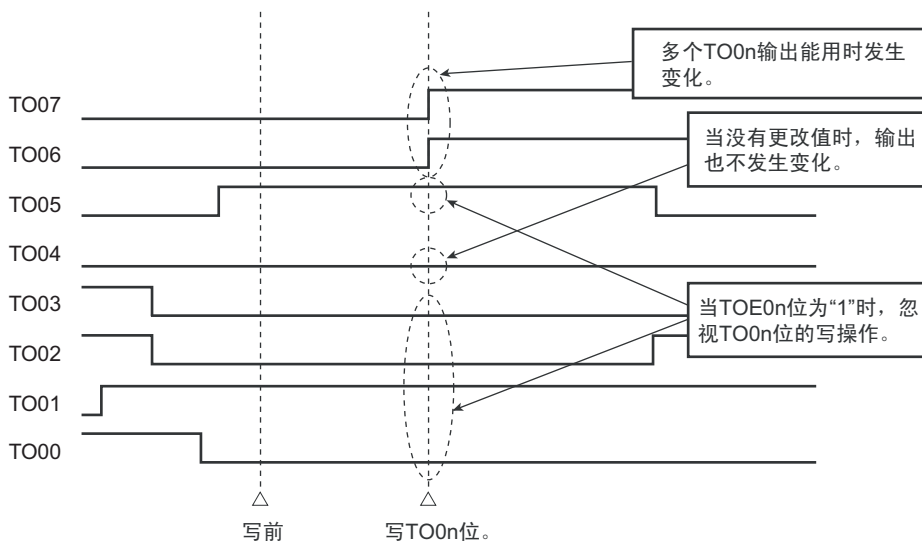 多个TO0n输出能用时发生
变化。
TO07
当没有更改值时，输出
也不发生变化。
TO06
TO05
TO04
当TOE0n位为“1”时，忽
视TO0n位的写操作。
TO03
TO02
TO01
TO00
写前
写TO0n位。